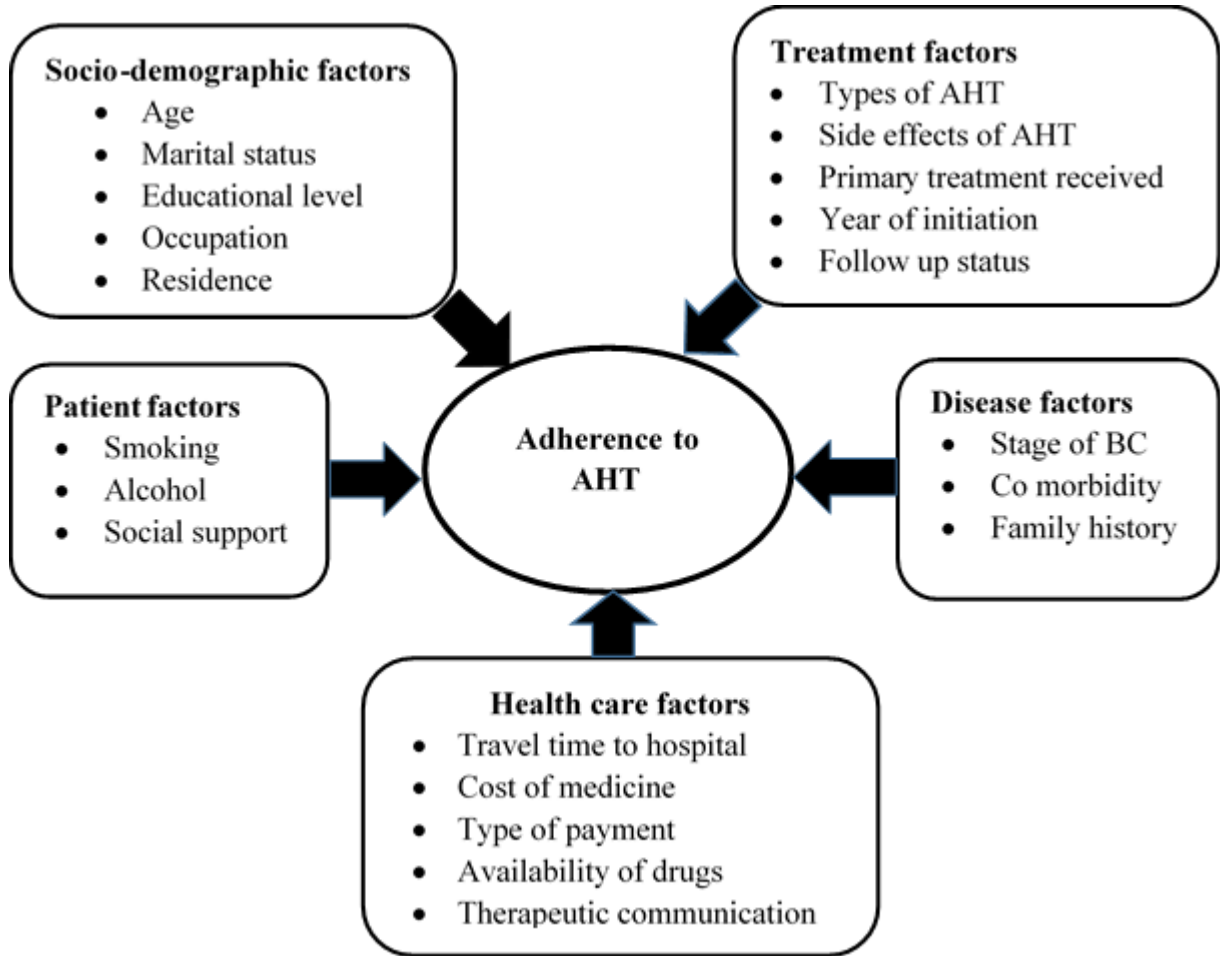 Socio-demographic factors
• Age
• Marital status
• Educational level
• Occupation
• Residence
Treatment factors
• Types of AHT
• Side effects of AHT
• Primary treatment received
• Year of initiation
• Follow up status
Patient factors
• Smoking
• Alcohol
• Social support
Adherence to
AHT
Disease factors
• Stage of BC
• Co morbidity
• Family history
Health care factors
• Travel time to hospital
• Cost of medicine
• Type of payment
• Availability of drugs
• Therapeutic communication